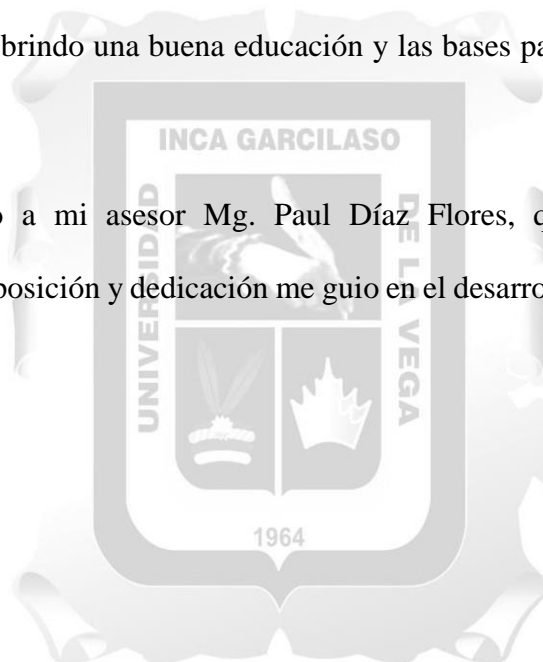 brindo una buena educación y las bases pa
INCA GARCILASO
a mi asesor Mg. Paul Díaz Flores,
posición y dedicación me guio en el desarro
UNIVERSIDAD
DE LA VEGA
1964